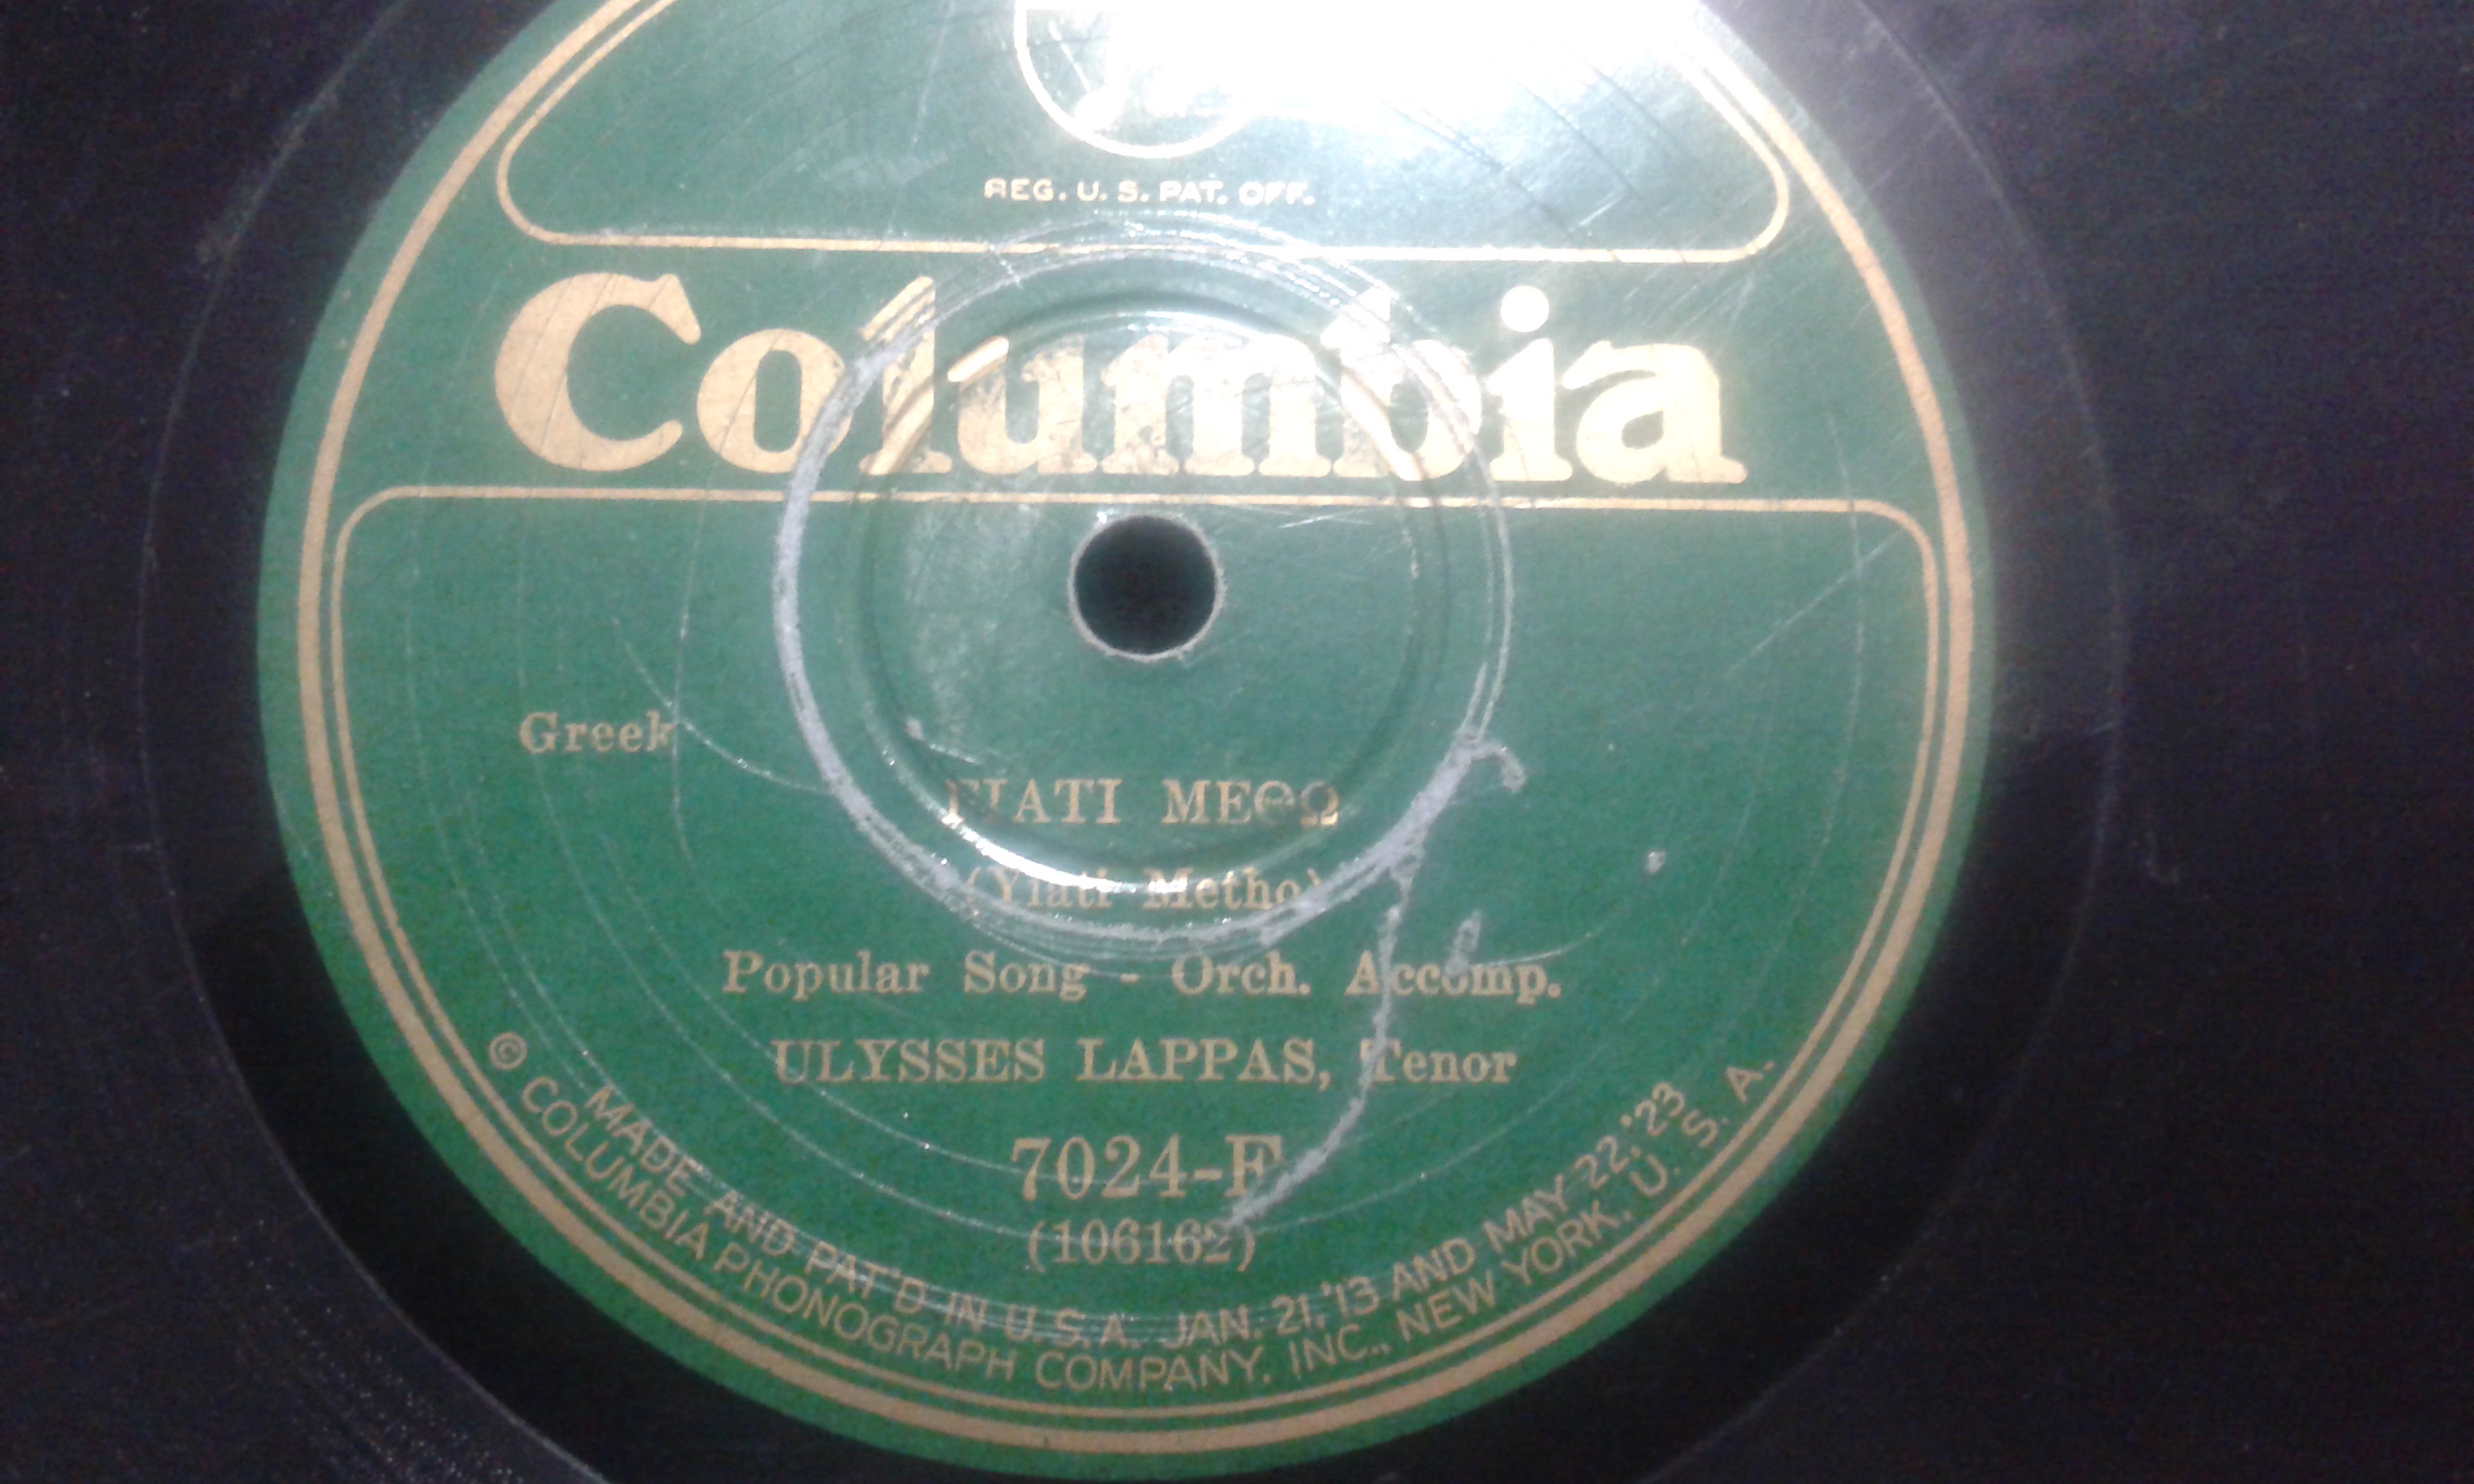 REG. U. S. PAT. OFF.
Columbia
Greek
ΓΙΑΤΙ ΜΕΘΩ
(Yiati Metho)
Popular Song - Orch. Accomp.
ULYSSES LAPPAS, Tenor
7024-F
(106162)
MADE AND PAT'D IN U. S. A. JAN. 21, '13 AND MAY 22, '23
© COLUMBIA PHONOGRAPH COMPANY, INC., NEW YORK, U. S. A.